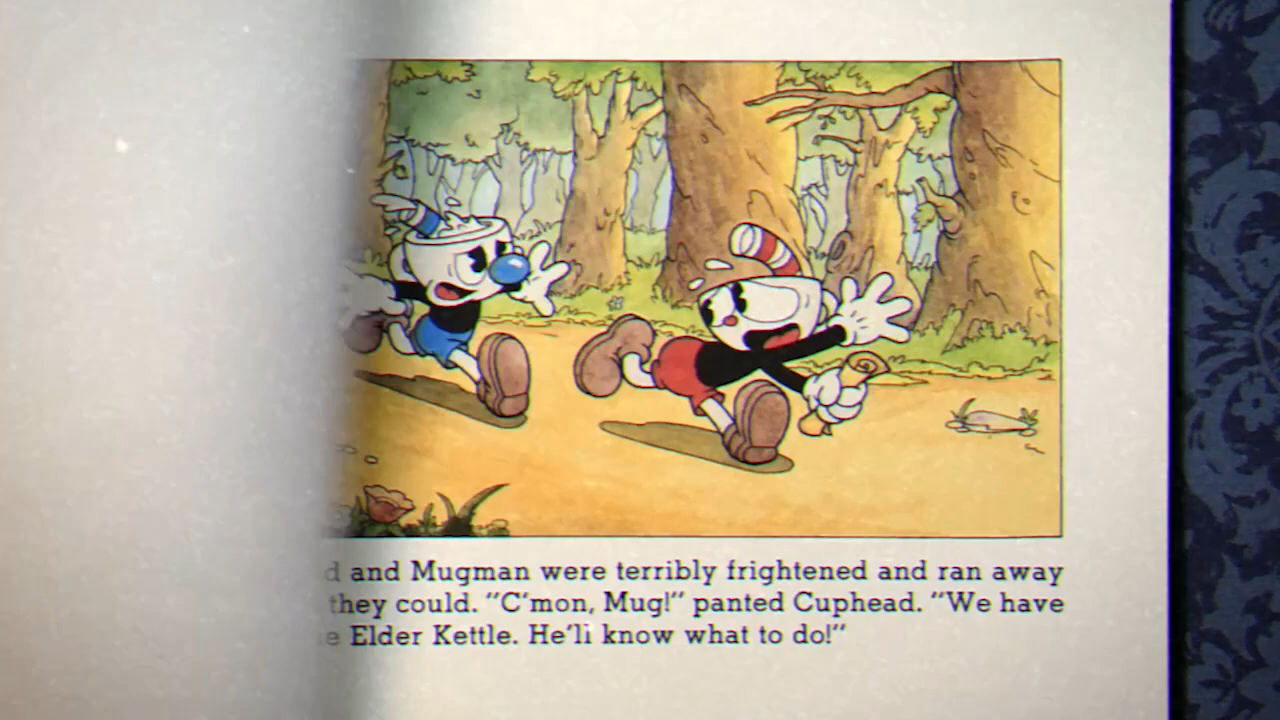 d and Mugman were terribly frightened and ran away
they could. “C’mon, Mug!” panted Cuphead. “We have
e Elder Kettle. He’ll know what to do!”